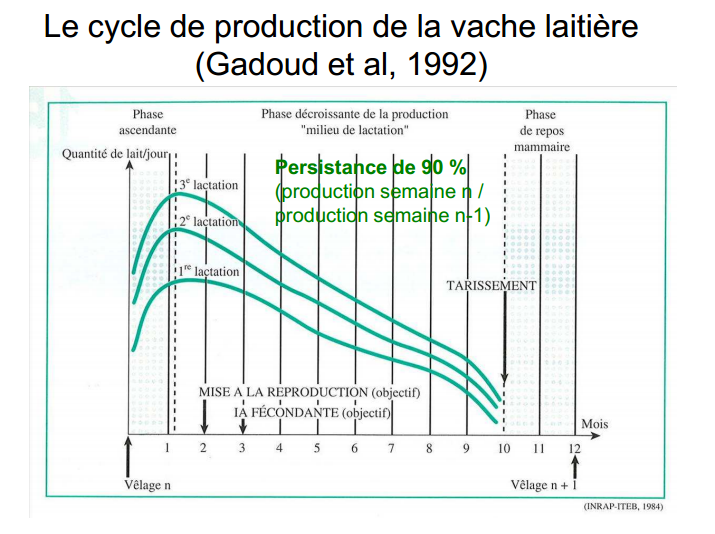 Le cycle de production de la vache laitière
(Gadoud et al, 1992)
Phase
ascendante
Phase décroissante de la production
"milieu de lactation"
Phase
de repos
mammaire
Quantité de lait/jour
Persistance de 90 %
(production semaine n /
production semaine n-1)
3e lactation
2e lactation
1re lactation
TARISSEMENT
MISE A LA REPRODUCTION (objectif)
IA FÉCONDANTE (objectif)
Mois
1 2 3 4 5 6 7 8 9 10 11 12
Vêlage n
Vêlage n + 1
(INRAP-ITEB, 1984)